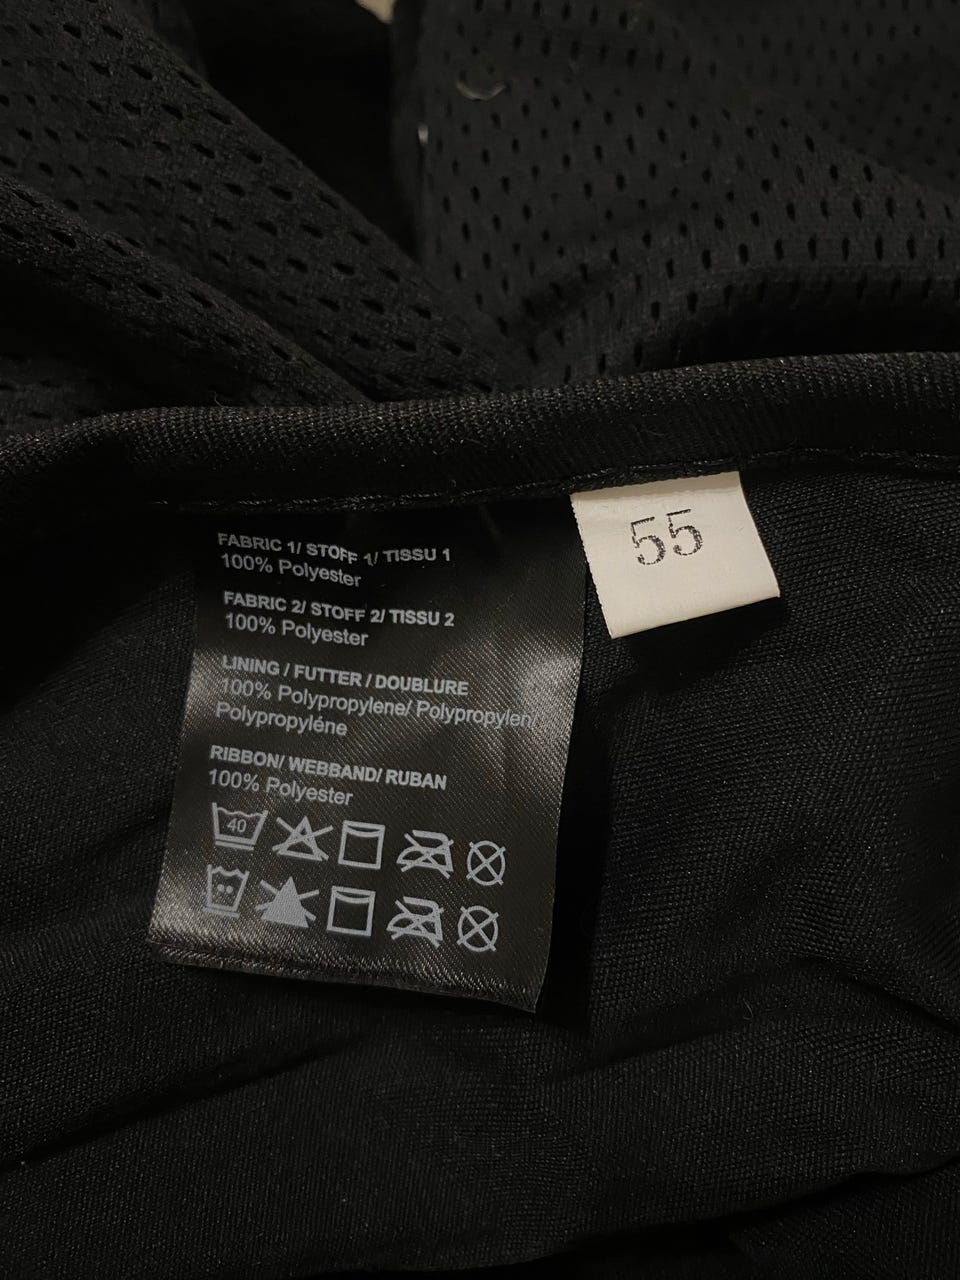 FABRIC 1/ STOFF 1/ TISSU 1
100% Polyester
FABRIC 2/ STOFF 2/ TISSU 2
100% Polyester
LINING / FUTTER / DOUBLURE
100% Polypropylene/ Polypropylen/
Polypropyléne
RIBBON/ WEBBAND/ RUBAN
100% Polyester
40
55